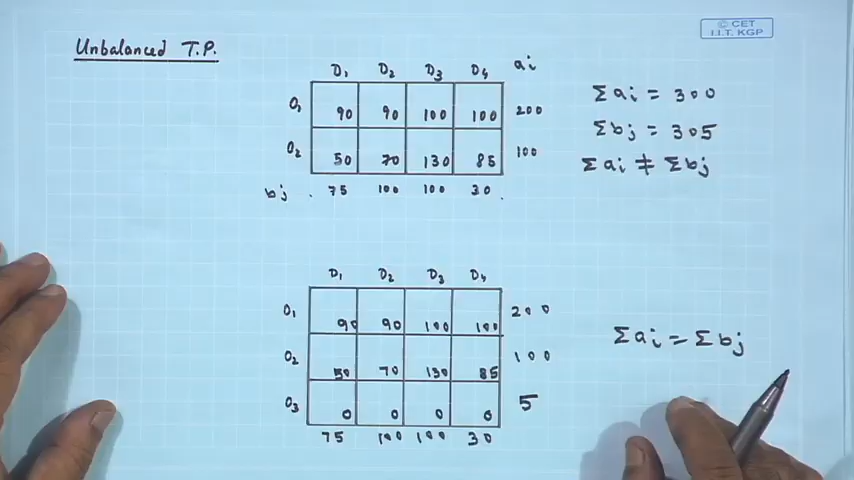 © CET
I.I.T. KGP
Unbalanced T.P.
D1 D2 D3 D4 ai
O1 90 90 100 100 200
O2 50 70 130 85 100
bj . 75 100 100 30 .
Σai = 300
Σbj = 305
Σai ≠ Σbj
D1 D2 D3 D4
O1 90 90 100 100 200
O2 50 70 130 85 100
O3 0 0 0 0 5
75 100 100 30
Σai = Σbj